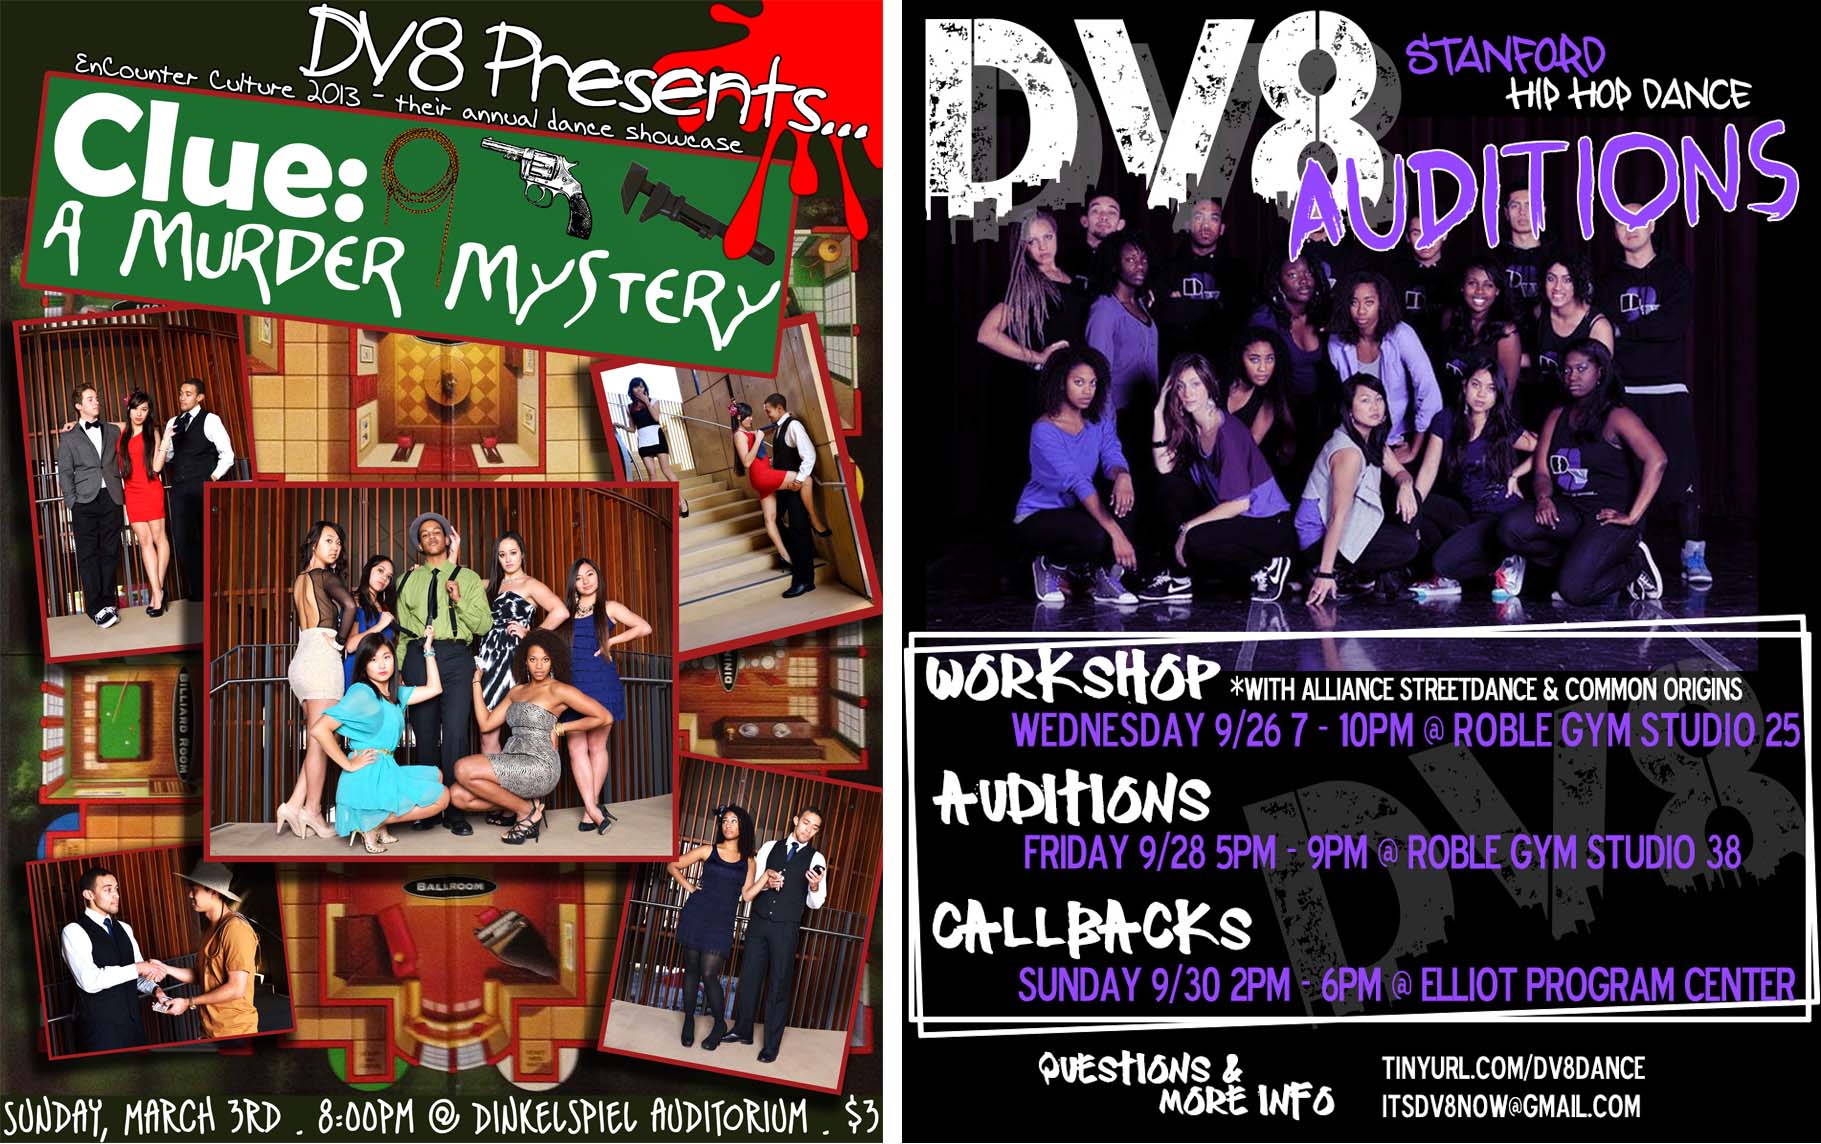 DV8 Presents...
EnCounter Culture 2013 - their annual dance showcase
Clue:
A MURDER MYSTERY
BILLIARD ROOM
BALLROOM
SUNDAY, MARCH 3RD . 8:00PM @ DINKELSPIEL AUDITORIUM . $3
DV8
STANFORD
HIP HOP DANCE
AUDITIONS
WORKSHOP *WITH ALLIANCE STREETDANCE & COMMON ORIGINS
WEDNESDAY 9/26 7 - 10PM @ ROBLE GYM STUDIO 25
AUDITIONS
FRIDAY 9/28 5PM - 9PM @ ROBLE GYM STUDIO 38
CALLBACKS
SUNDAY 9/30 2PM - 6PM @ ELLIOT PROGRAM CENTER
DV8
QUESTIONS &
MORE INFO
TINYURL.COM/DV8DANCE
ITSDV8NOW@GMAIL.COM